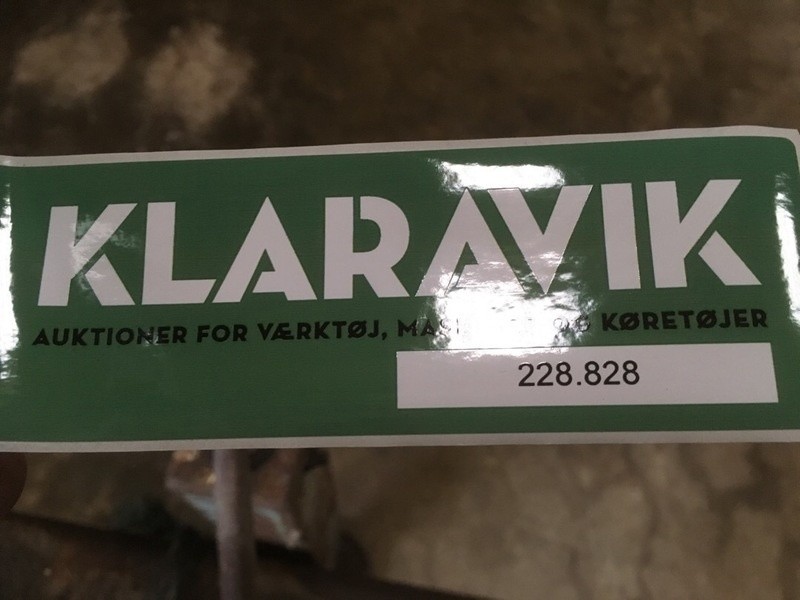 KLARAVIK
AUKTIONER FOR VÆRKTØJ, KØRETØJER
228.828